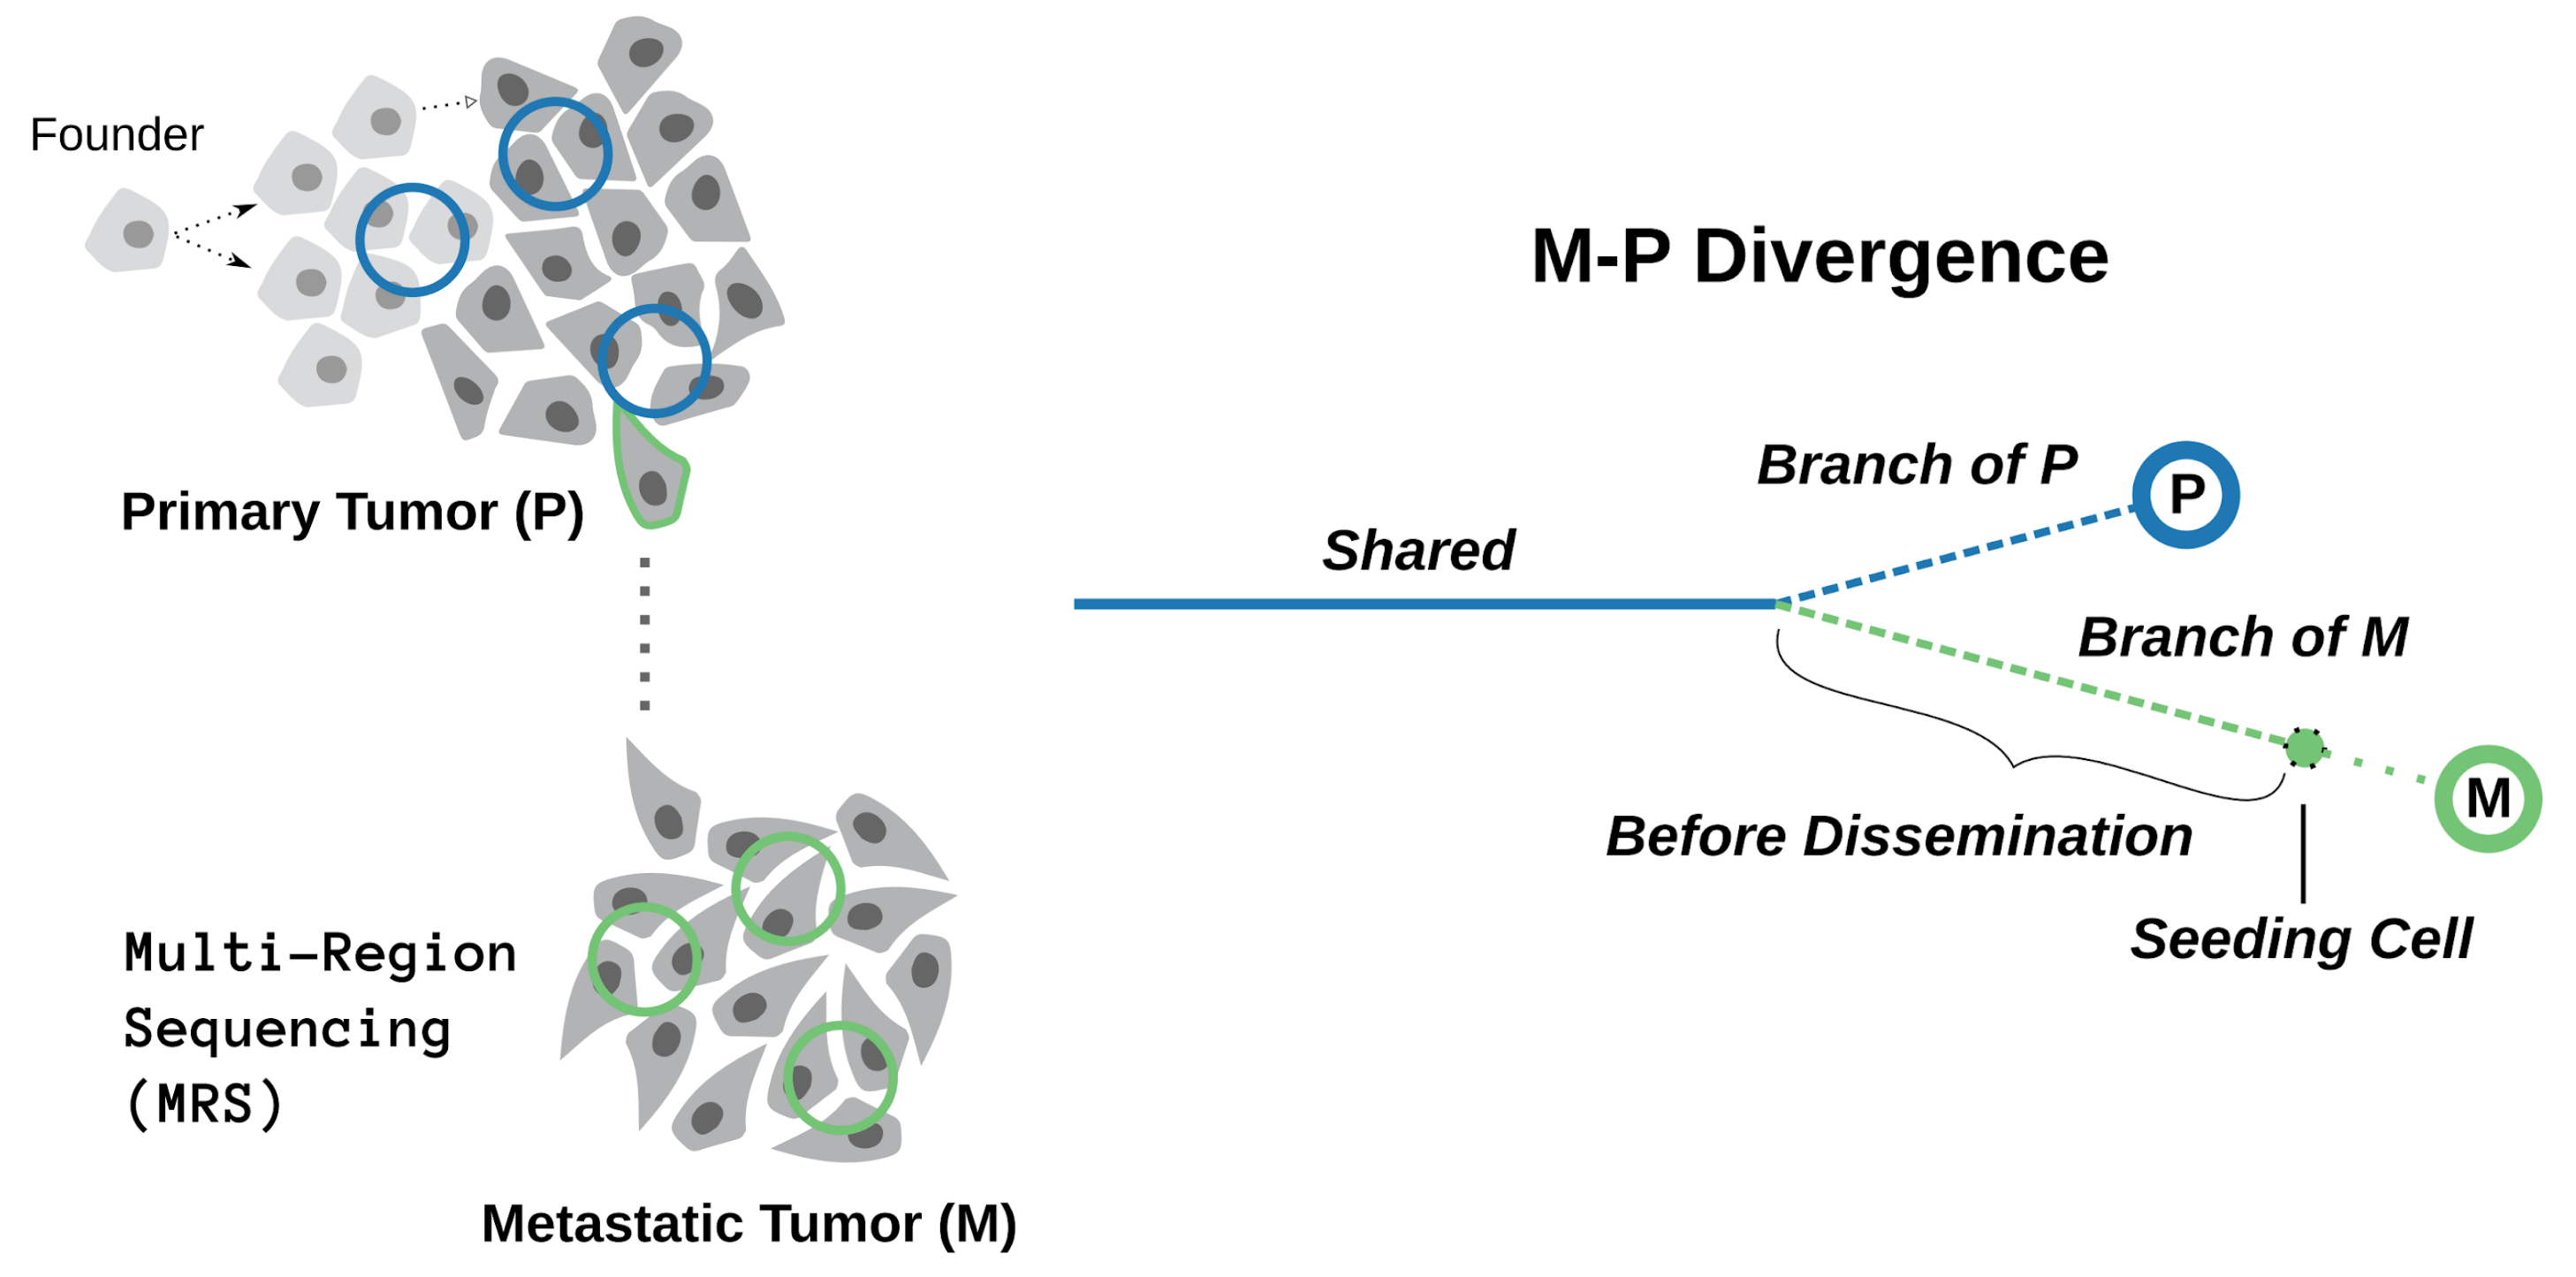 Founder
Primary Tumor (P)
Multi-Region
Sequencing
(MRS)
Metastatic Tumor (M)
M-P Divergence
Branch of P
P
Shared
Branch of M
M
Before Dissemination
Seeding Cell